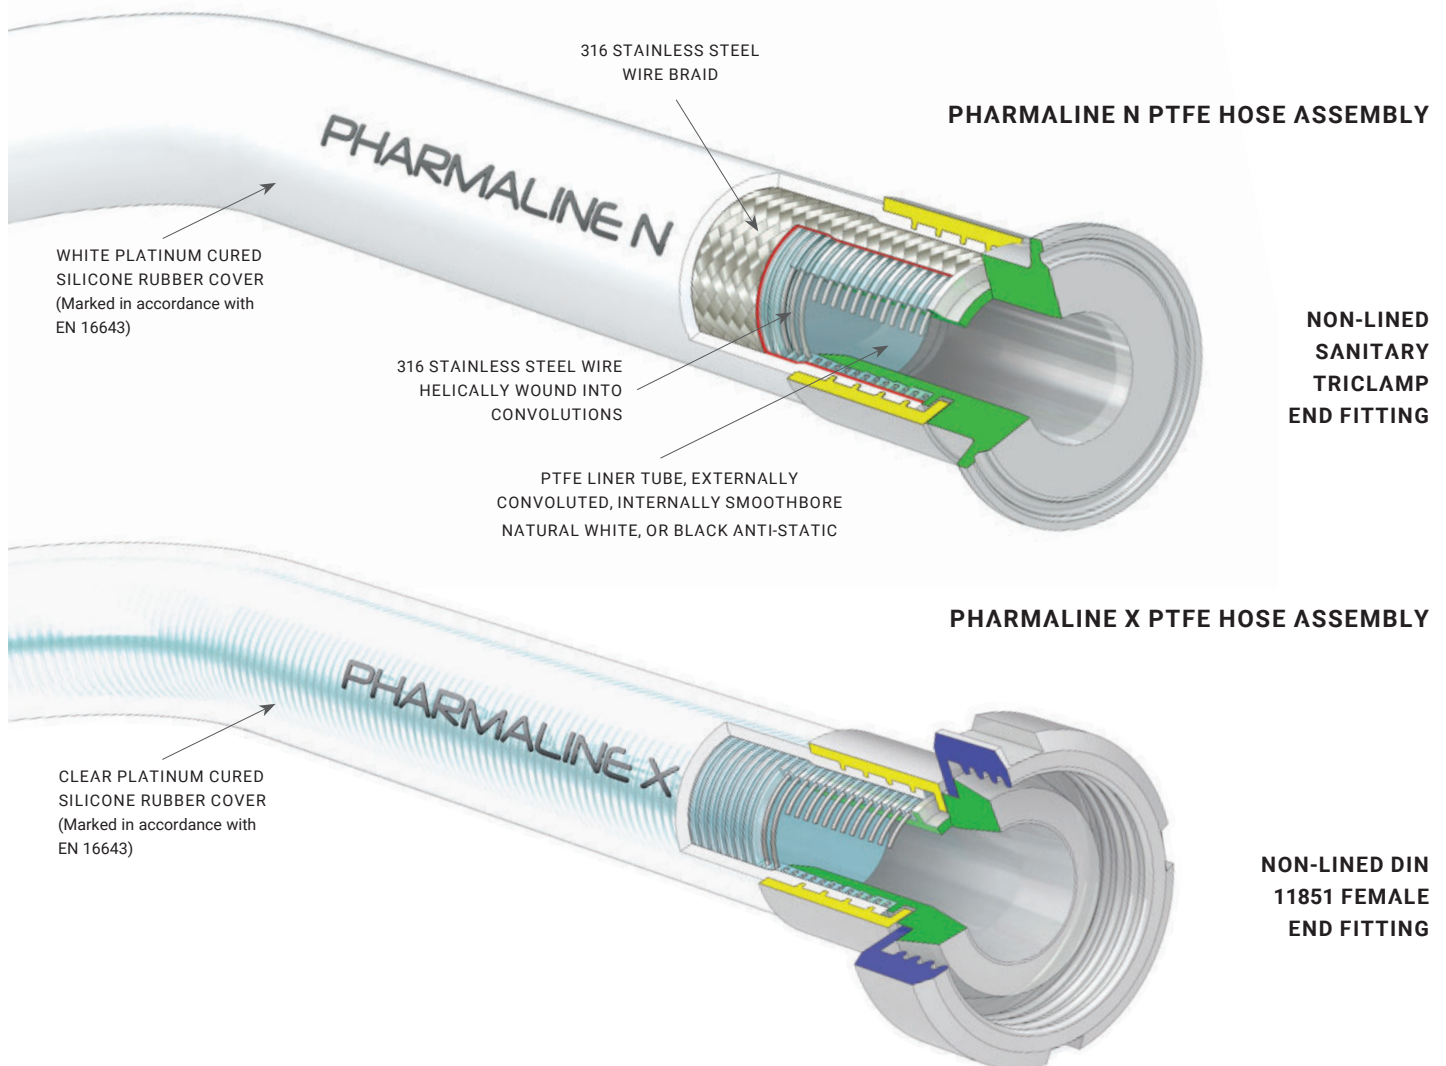 316 STAINLESS STEEL
WIRE BRAID
PHARMALINE N PTFE HOSE ASSEMBLY
PHARMALINE N
WHITE PLATINUM CURED
SILICONE RUBBER COVER
(Marked in accordance with
EN 16643)
NON-LINED
SANITARY
TRICLAMP
END FITTING
316 STAINLESS STEEL WIRE
HELICALLY WOUND INTO
CONVOLUTIONS
PTFE LINER TUBE, EXTERNALLY
CONVOLUTED, INTERNALLY SMOOTHBORE
NATURAL WHITE, OR BLACK ANTI-STATIC
PHARMALINE X PTFE HOSE ASSEMBLY
PHARMALINE X
CLEAR PLATINUM CURED
SILICONE RUBBER COVER
(Marked in accordance with
EN 16643)
NON-LINED DIN
11851 FEMALE
END FITTING